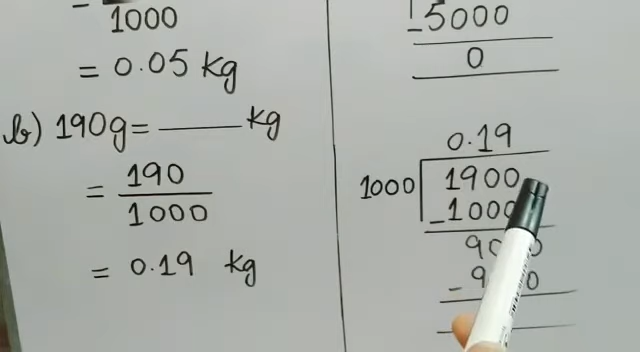 1000
= 0.05 kg
b) 190g = ____ kg
= 190
1000
= 0.19 kg
-5000
0
0.19
1000 1900
-1000